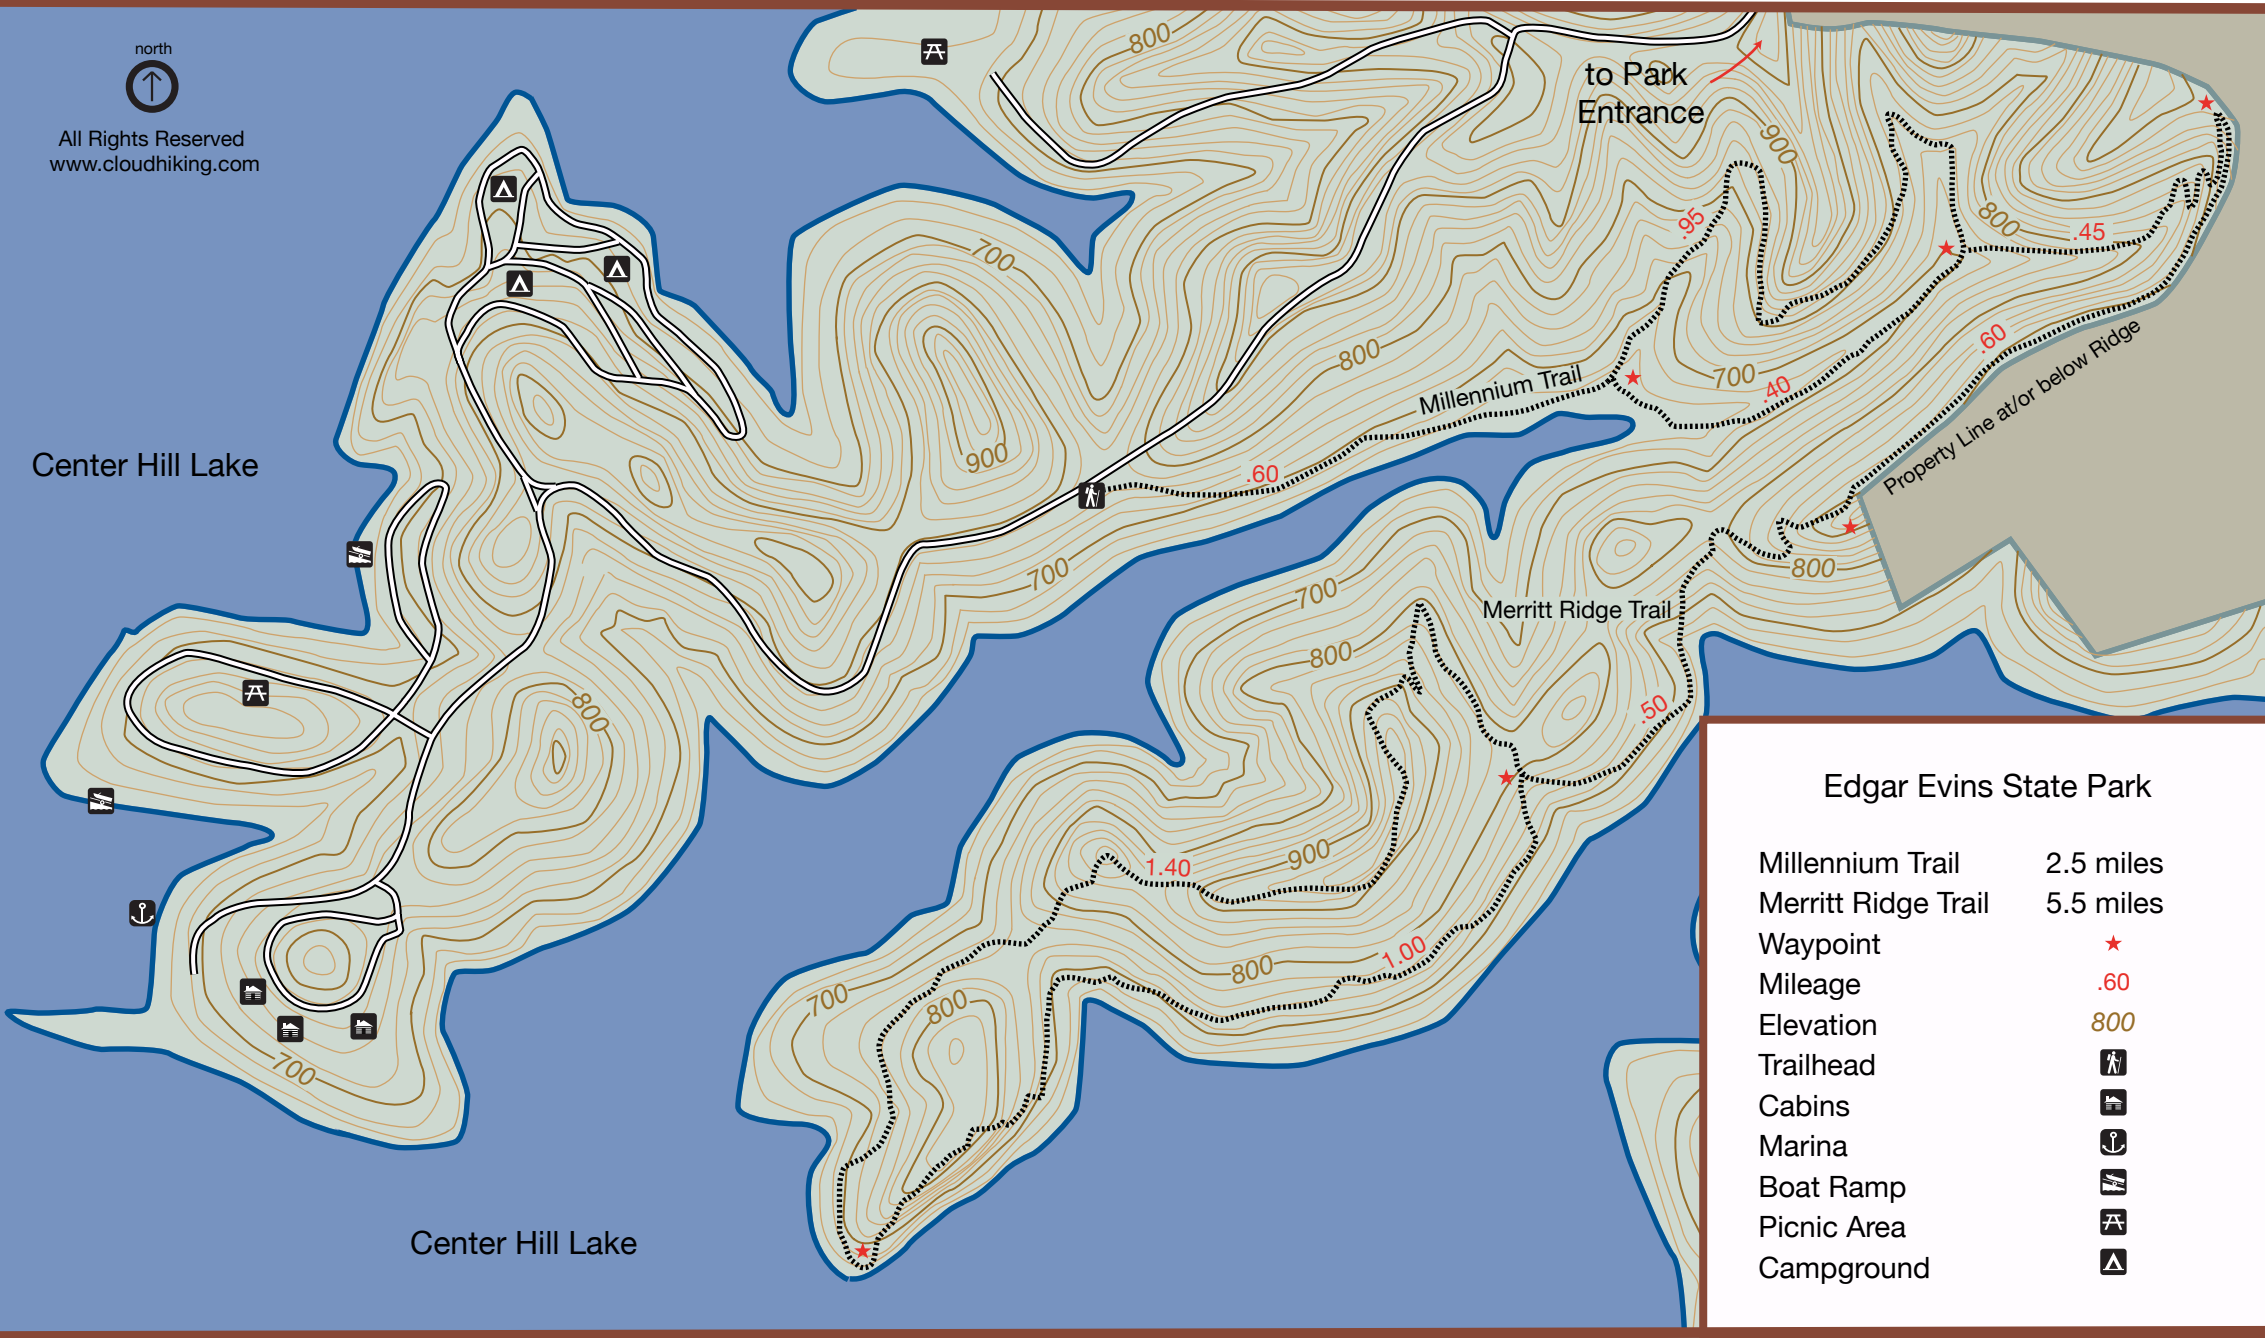 north
All Rights Reserved
www.cloudhiking.com
800
to Park
Entrance
900
.95
800
.45
700
800
Millennium Trail
700
.40
.60
Property Line at/or below Ridge
Center Hill Lake
900
.60
700
800
700
Merritt Ridge Trail
800
800
.50
1.40
900
1.00
800
700
800
700
Center Hill Lake
Edgar Evins State Park
Millennium Trail 2.5 miles
Merritt Ridge Trail 5.5 miles
Waypoint
Mileage .60
Elevation 800
Trailhead
Cabins
Marina
Boat Ramp
Picnic Area
Campground